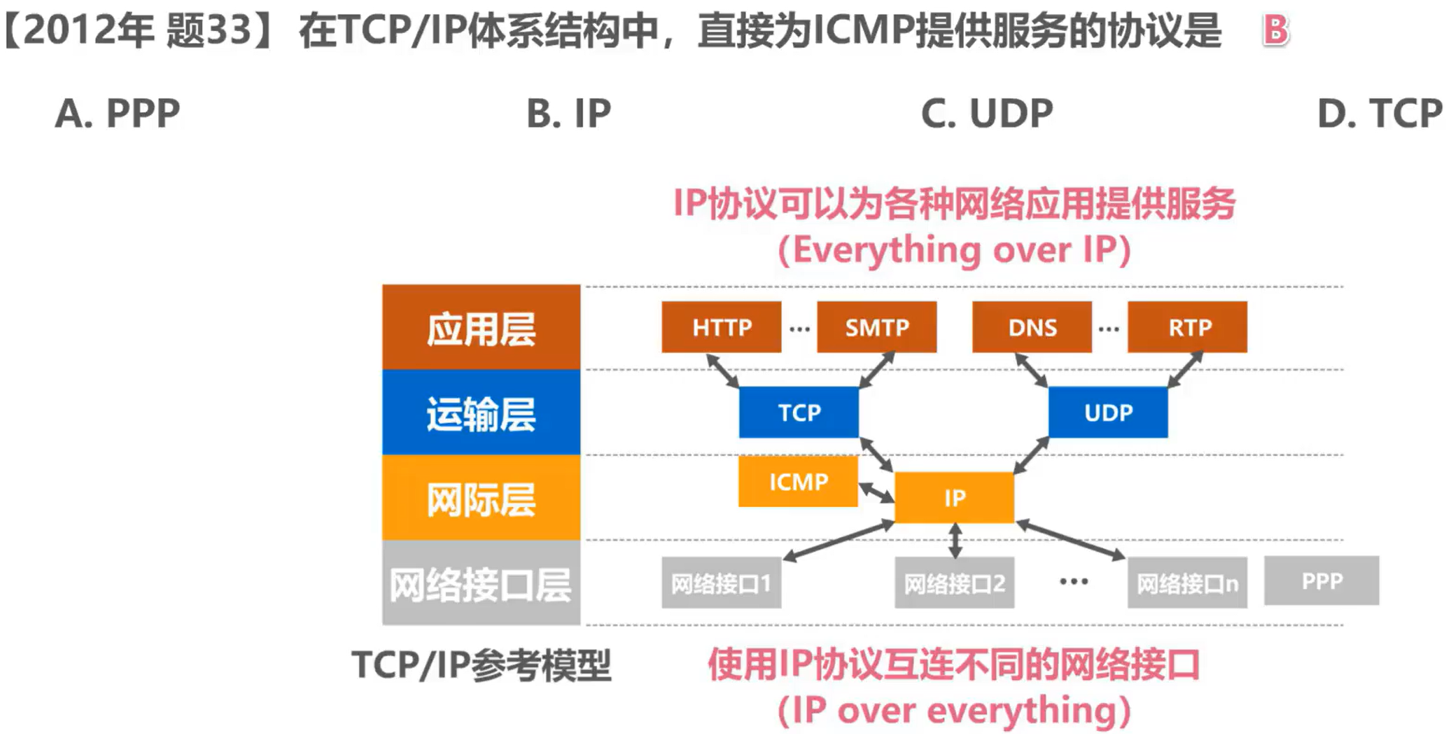 【2012年 题33】 在TCP/IP体系结构中，直接为ICMP提供服务的协议是 B
A. PPP B. IP C. UDP D. TCP
IP协议可以为各种网络应用提供服务
（Everything over IP）
应用层 HTTP ... SMTP DNS ... RTP
运输层 TCP UDP
网际层 ICMP IP
网络接口层 网络接口1 网络接口2 ... 网络接口n PPP
TCP/IP参考模型 使用IP协议互连不同的网络接口
（IP over everything）